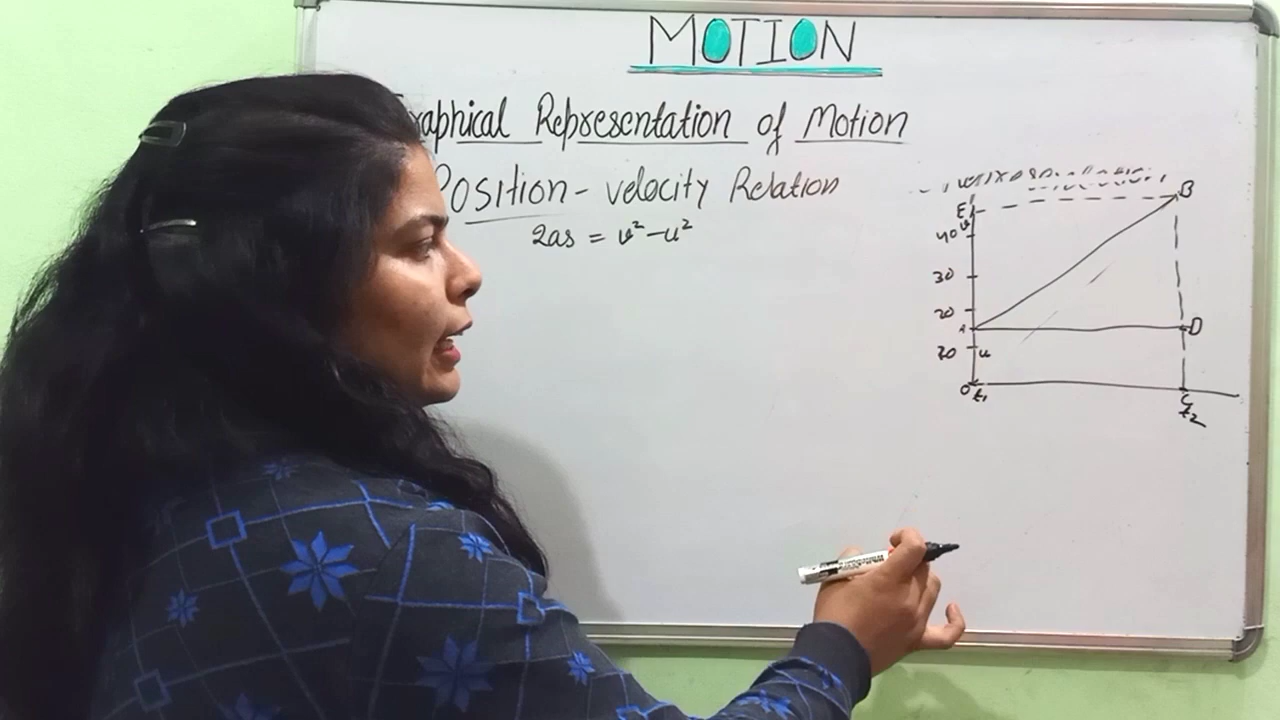 MOTION
Graphical Representation of Motion
Position - velocity Relation
2as = v² - u²
B
E
v
40
30
20
A
D
10
u
O
t₁
C
t₂